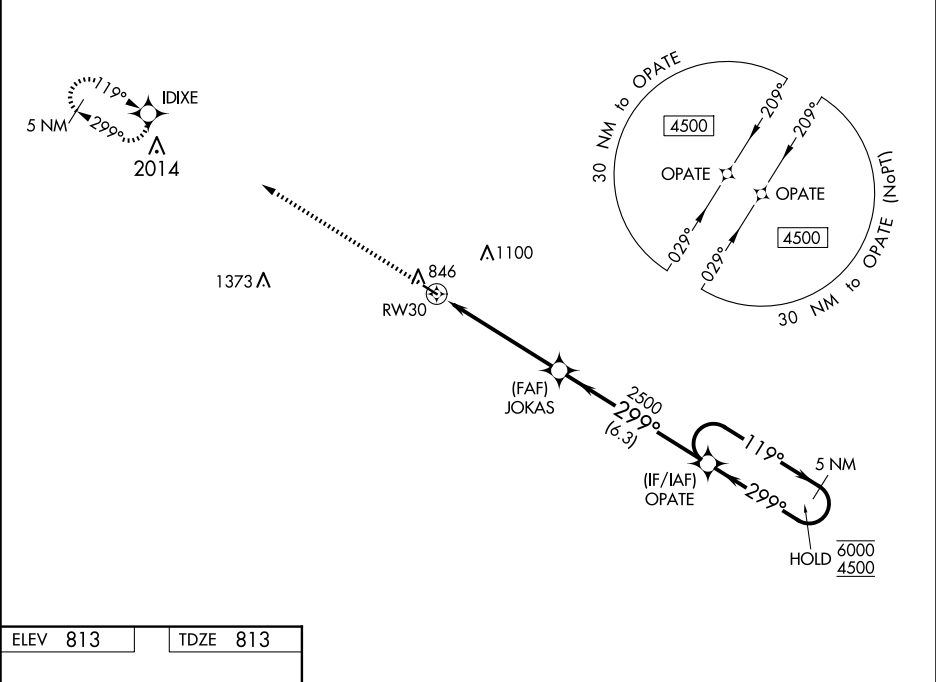 IDIXE
119°
299°
5 NM
2014
30 NM to OPATE
4500
209°
OPATE
029°
209°
OPATE
4500
029°
30 NM to OPATE (NoPT)
1100
1373
846
RW30
(FAF)
JOKAS
2500
299°
(6.3)
119°
5 NM
(IF/IAF)
OPATE
299°
HOLD 6000
4500
ELEV 813 TDZE 813